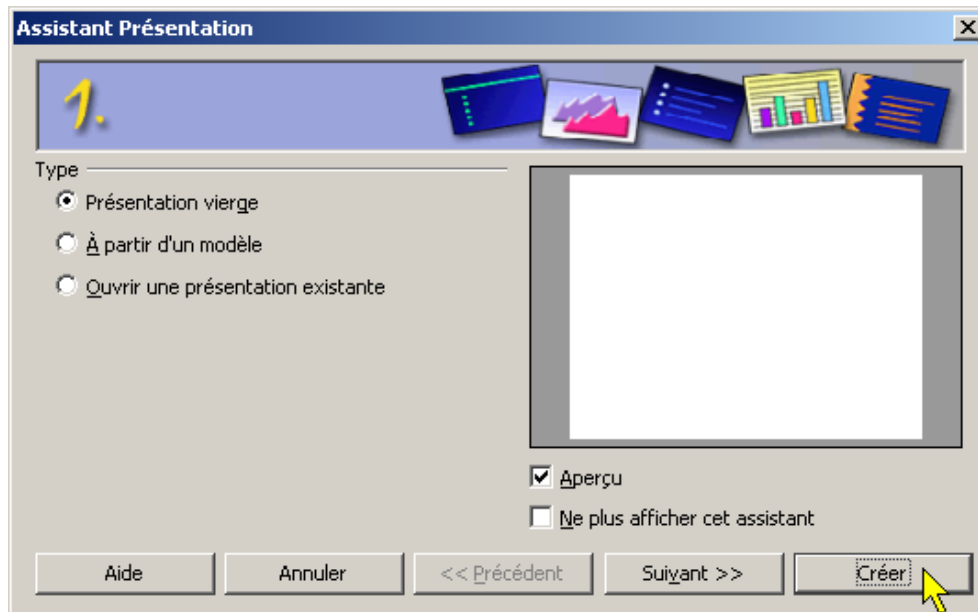 Assistant Présentation
1.
Type
Présentation vierge
À partir d'un modèle
Ouvrir une présentation existante
Aperçu
Ne plus afficher cet assistant
Aide
Annuler
<< Précédent
Suivant >>
Créer